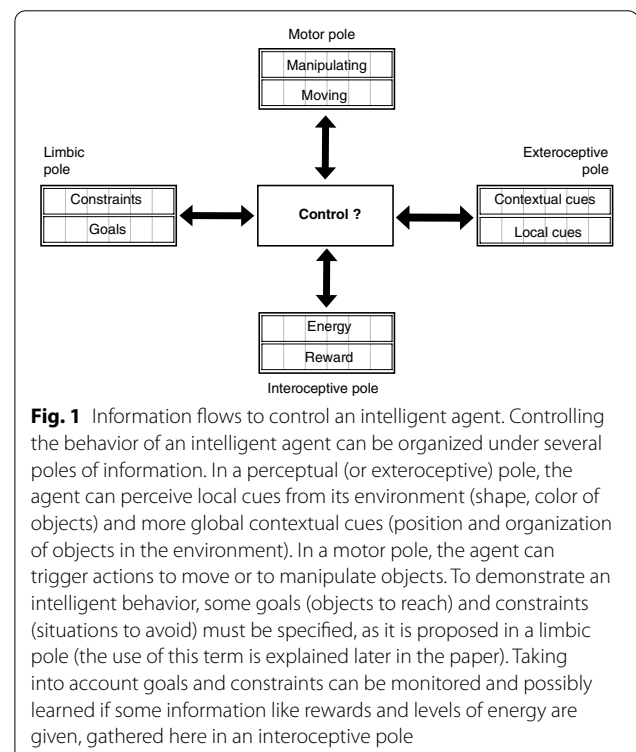 Motor pole
Manipulating
Moving
Limbic
pole
Exteroceptive
pole
Constraints
Goals
Control ?
Contextual cues
Local cues
Energy
Reward
Interoceptive pole
Fig. 1 Information flows to control an intelligent agent. Controlling
the behavior of an intelligent agent can be organized under several
poles of information. In a perceptual (or exteroceptive) pole, the
agent can perceive local cues from its environment (shape, color of
objects) and more global contextual cues (position and organization
of objects in the environment). In a motor pole, the agent can
trigger actions to move or to manipulate objects. To demonstrate an
intelligent behavior, some goals (objects to reach) and constraints
(situations to avoid) must be specified, as it is proposed in a limbic
pole (the use of this term is explained later in the paper). Taking
into account goals and constraints can be monitored and possibly
learned if some information like rewards and levels of energy are
given, gathered here in an interoceptive pole